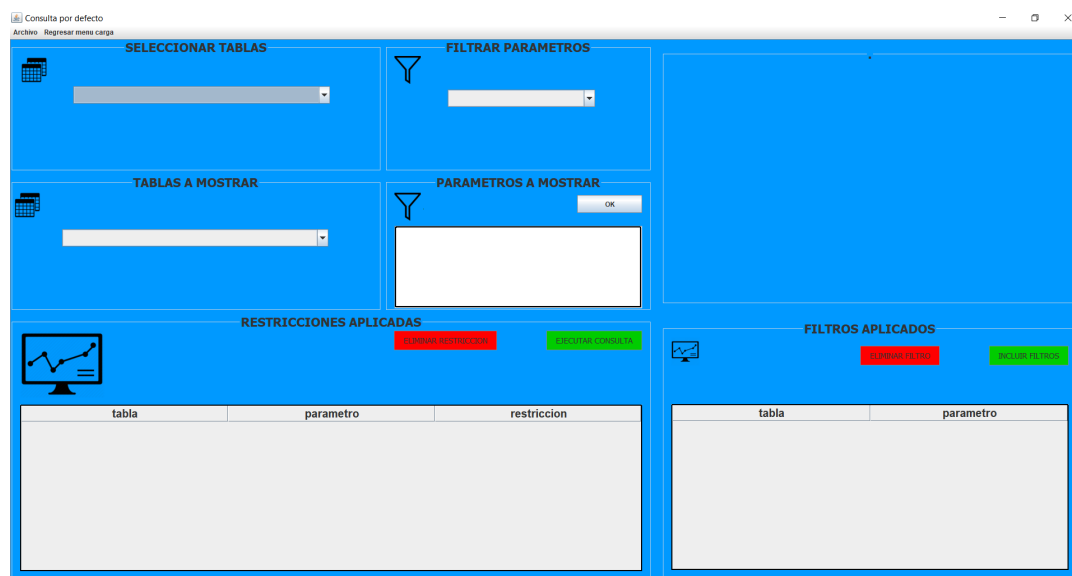 Consulta por defecto
Archivo Regresar menu carga
SELECCIONAR TABLAS
FILTRAR PARAMETROS
TABLAS A MOSTRAR
PARAMETROS A MOSTRAR
OK
RESTRICCIONES APLICADAS
ELIMINAR RESTRICCION
EJECUTAR CONSULTA
tabla parametro restriccion
FILTROS APLICADOS
ELIMINAR FILTRO
INCLUIR FILTROS
tabla parametro